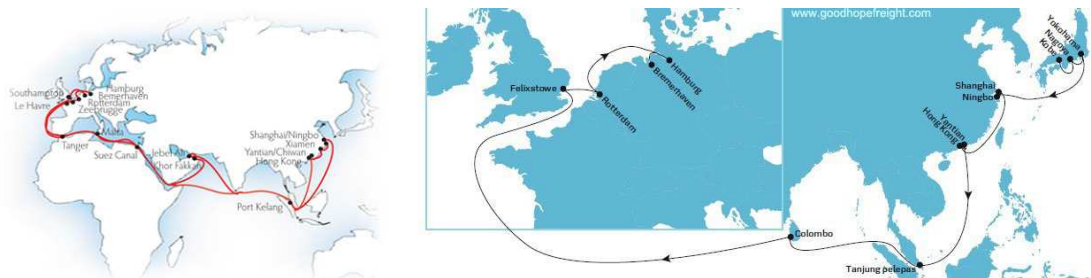 Southampton
Hamburg
Bemerhaven
Rotterdam
Le Havre
Zeebrugge
Malta
Tanger
Suez Canal
Jebel Ali
Khor Fakkan
Shanghai/Ningbo
Xiamen
Yantian/Chiwan
Hong Kong
Port Kelang
www.goodhopefreight.com
Felixstowe
Rotterdam
Bremerhaven
Hamburg
Yokohama
Nagoya
Kobe
Shanghai
Ningbo
Yantian
Hong Kong
Colombo
Tanjung pelepas